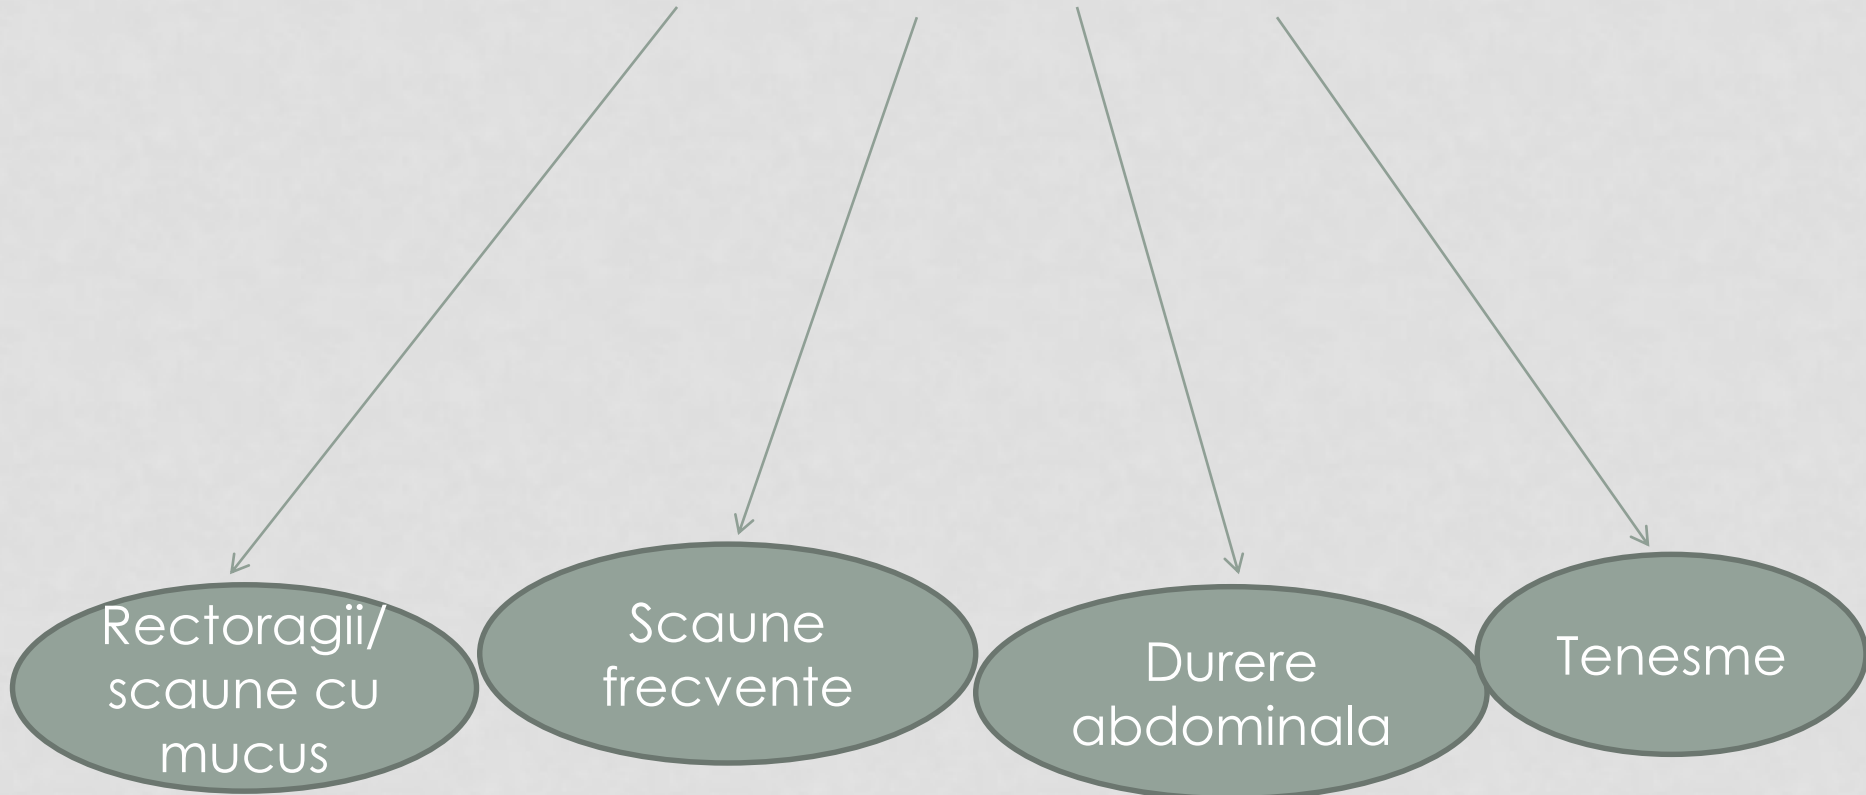 Rectoragii/
scaune cu
mucus
Scaune
frecvente
Durere
abdominala
Tenesme